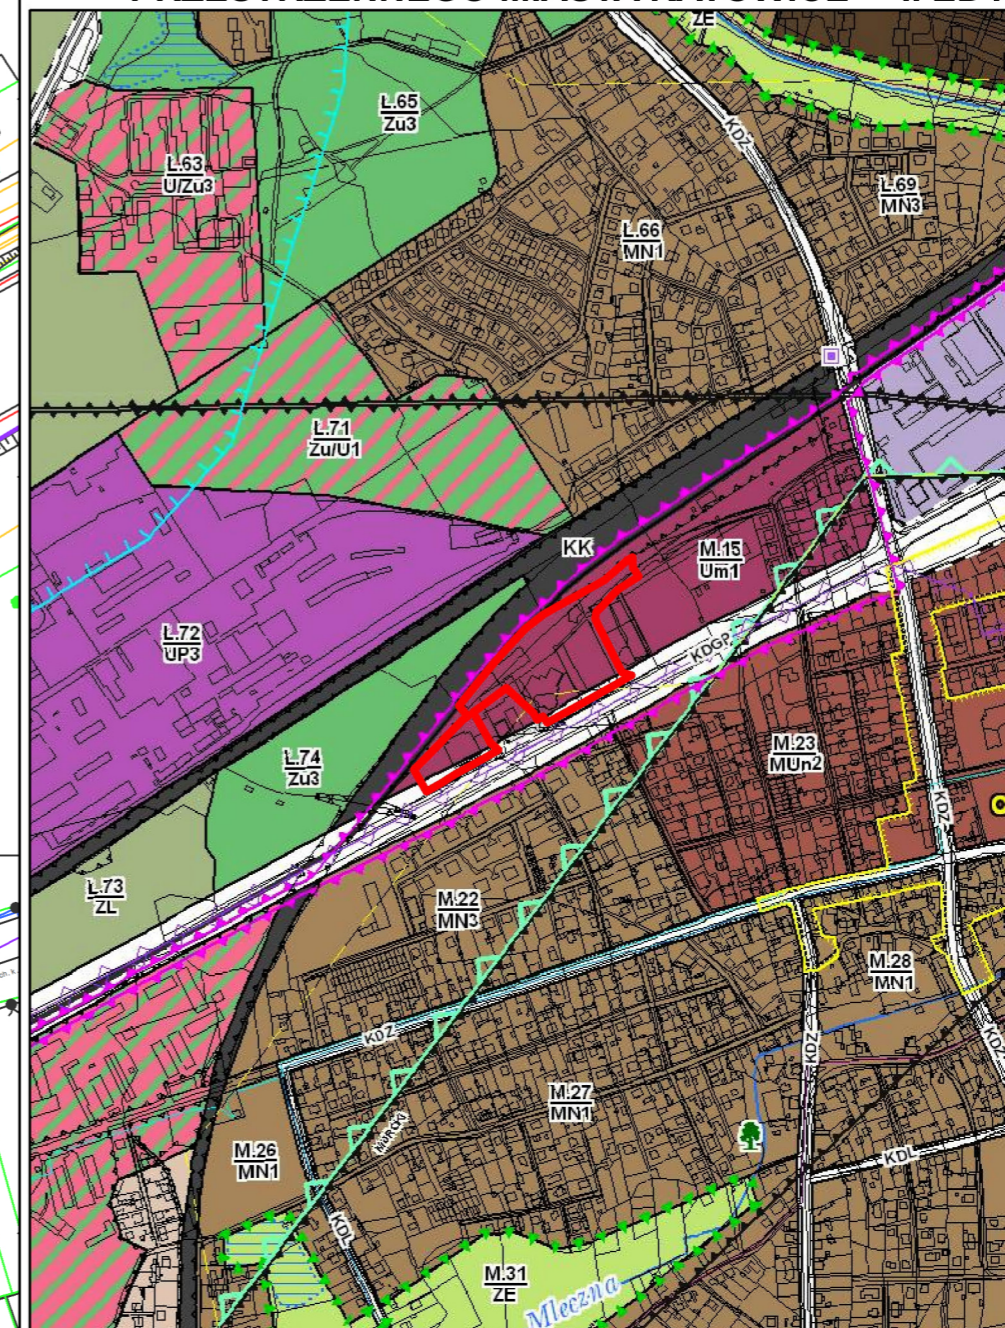 ZE
L.65
Zu3
KDZ
L.63
U/Zu3
L.69
MN3
L.66
MN1
L.71
Zu/U1
KK
M.15
Um1
L.72
UP3
KDGP
L.74
Zu3
M.23
MUn2
KDZ
L.73
ZL
M.22
MN3
M.28
MN1
KDZ
KDZ
KDZ
M.27
MN1
Murcki
M.26
MN1
KDL
KDL
M.31
ZE
Mleczna